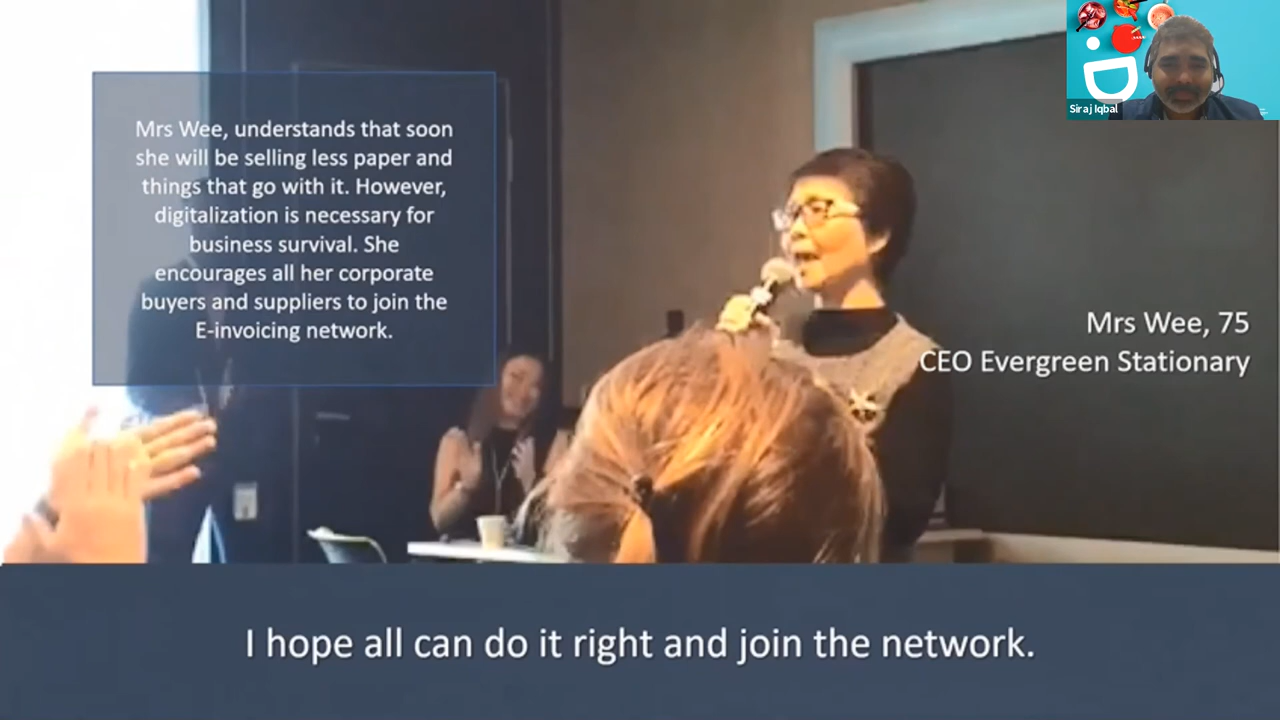 Siraj Iqbal
Mrs Wee, understands that soon
she will be selling less paper and
things that go with it. However,
digitalization is necessary for
business survival. She
encourages all her corporate
buyers and suppliers to join the
E-invoicing network.
Mrs Wee, 75
CEO Evergreen Stationary
I hope all can do it right and join the network.